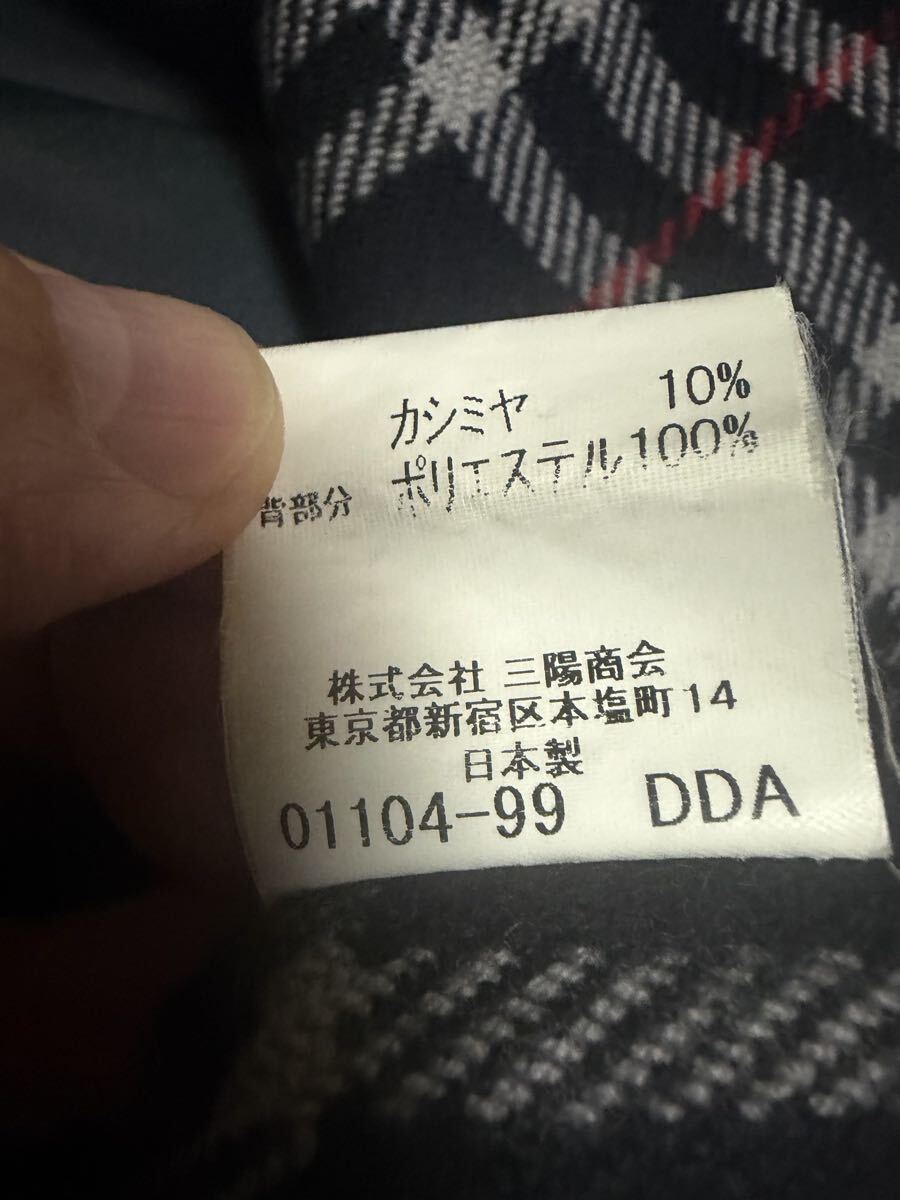 カシミヤ 10%
背部分 ポリエステル100%
株式会社 三陽商会
東京都新宿区本塩町14
日本製
01104-99 DDA